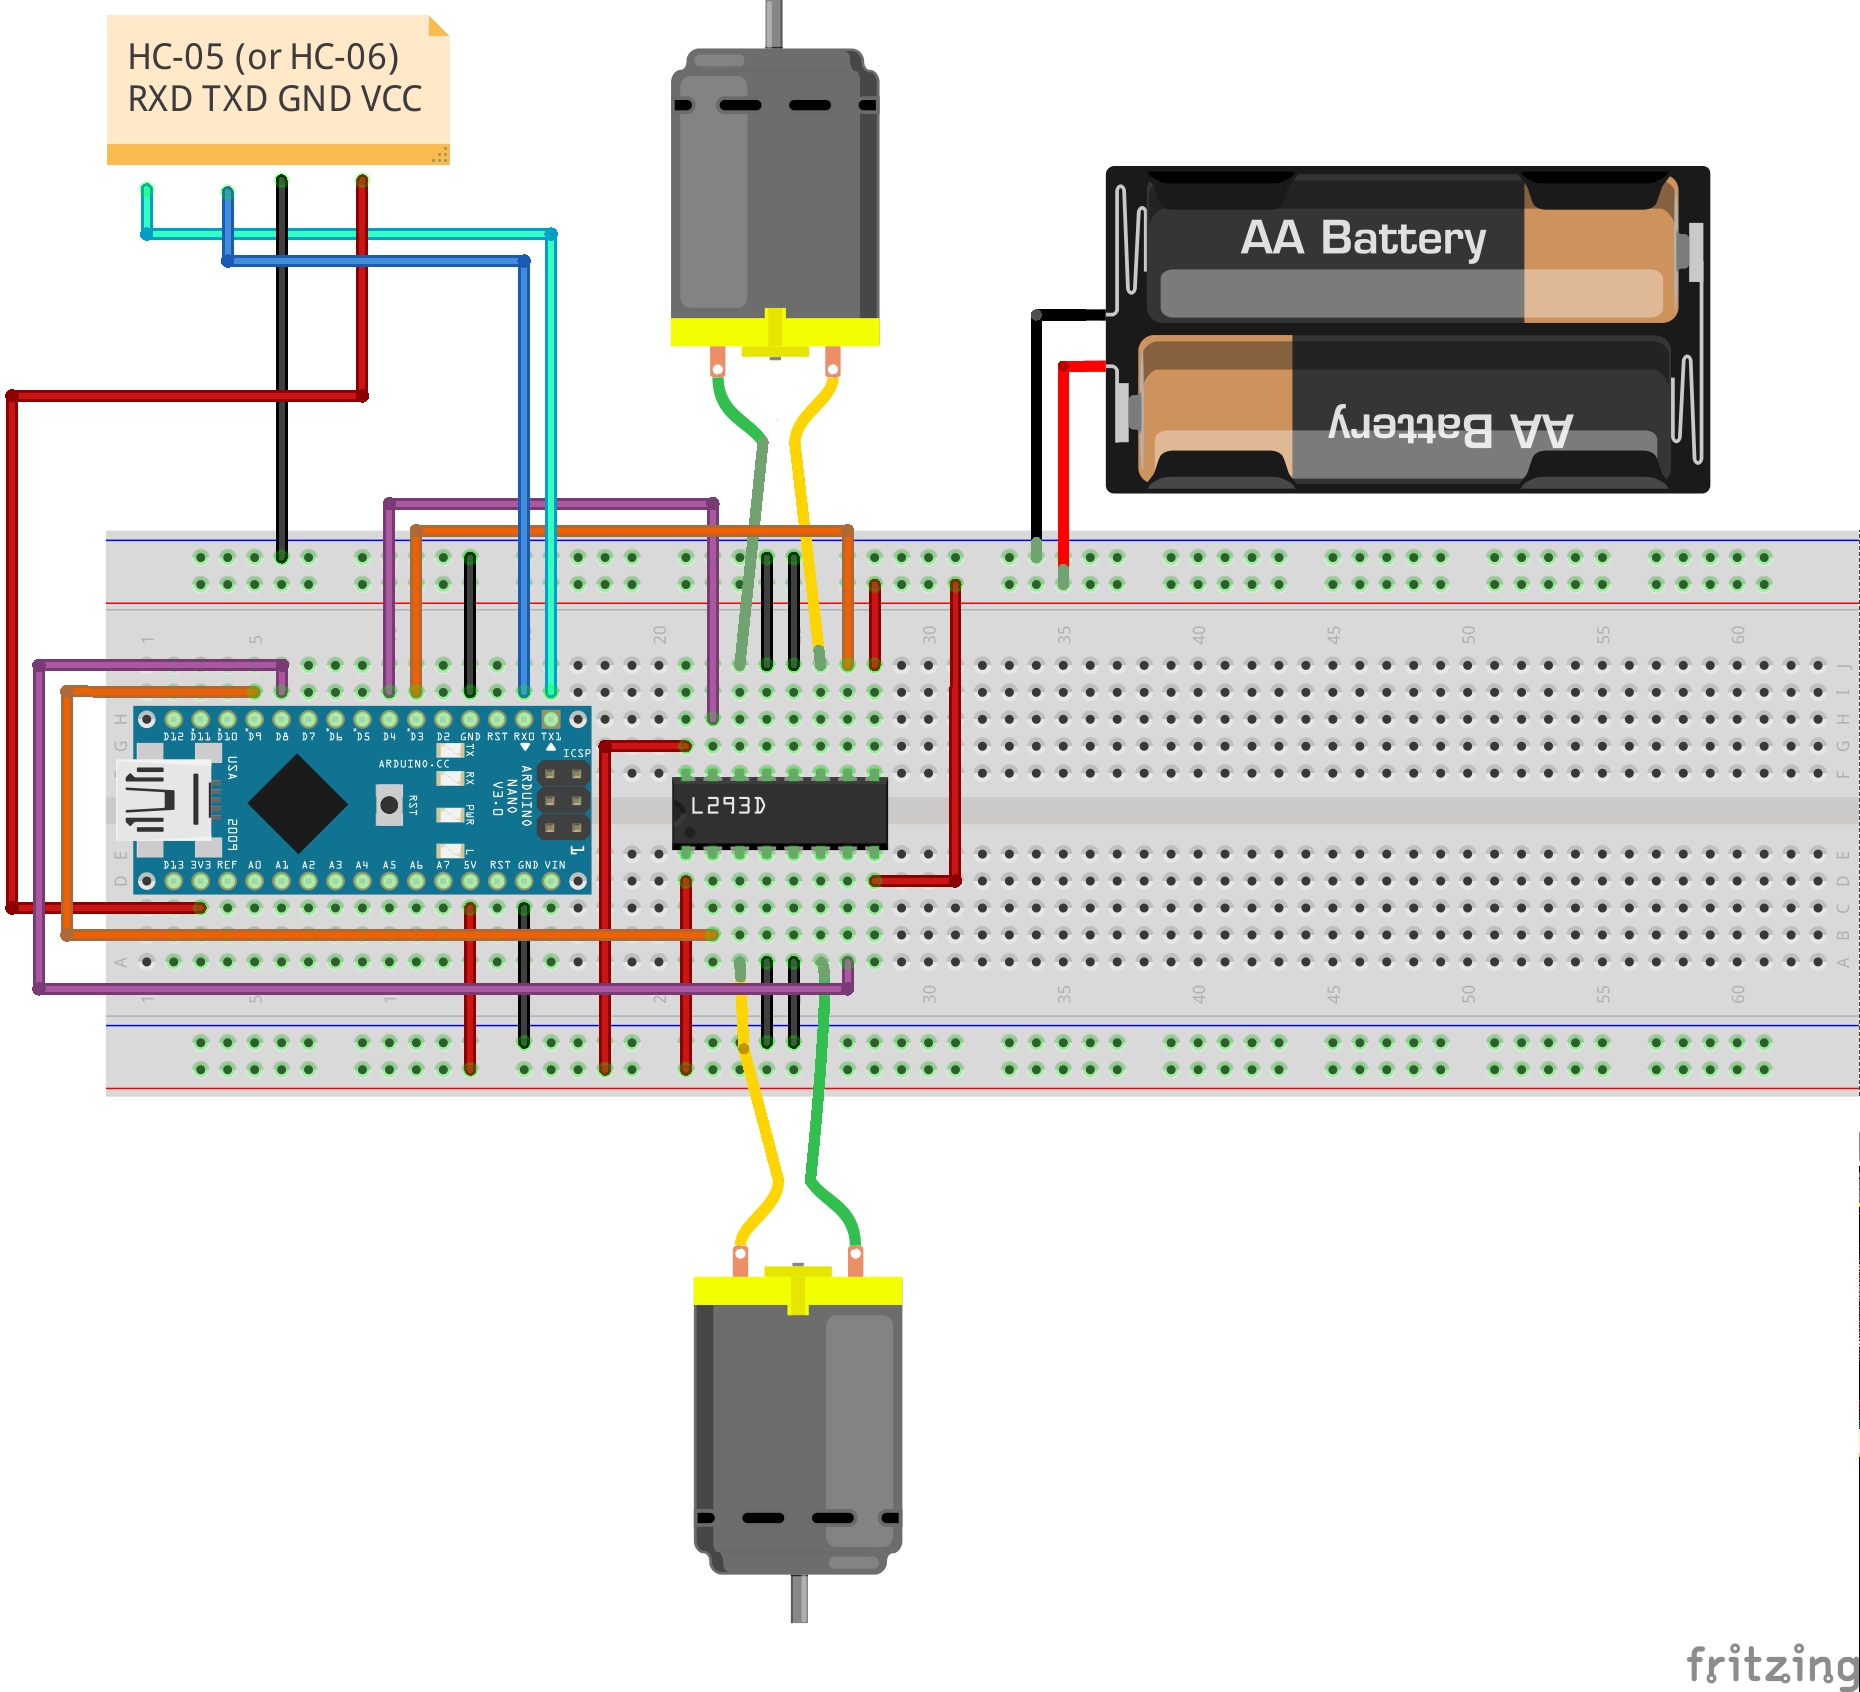 HC-05 (or HC-06)
RXD TXD GND VCC
AA Battery
AA Battery
1 5 20 30 35 40 45 50 55 60
J
I
H
G
F
D12 D11 D10 D9 D8 D7 D6 D5 D4 D3 D2 GND RST RX0 TX1
ARDUINO.CC
ICSP
USA
2009
TX
RX
PWR
L
RST
ARDUINO
NANO
V3.0
1
L293D
D13 3V3 REF A0 A1 A2 A3 A4 A5 A6 A7 5V RST GND VIN
H
G
E
D
A
E
D
C
B
A
1 5 1 2 30 35 40 45 50 55 60
fritzing